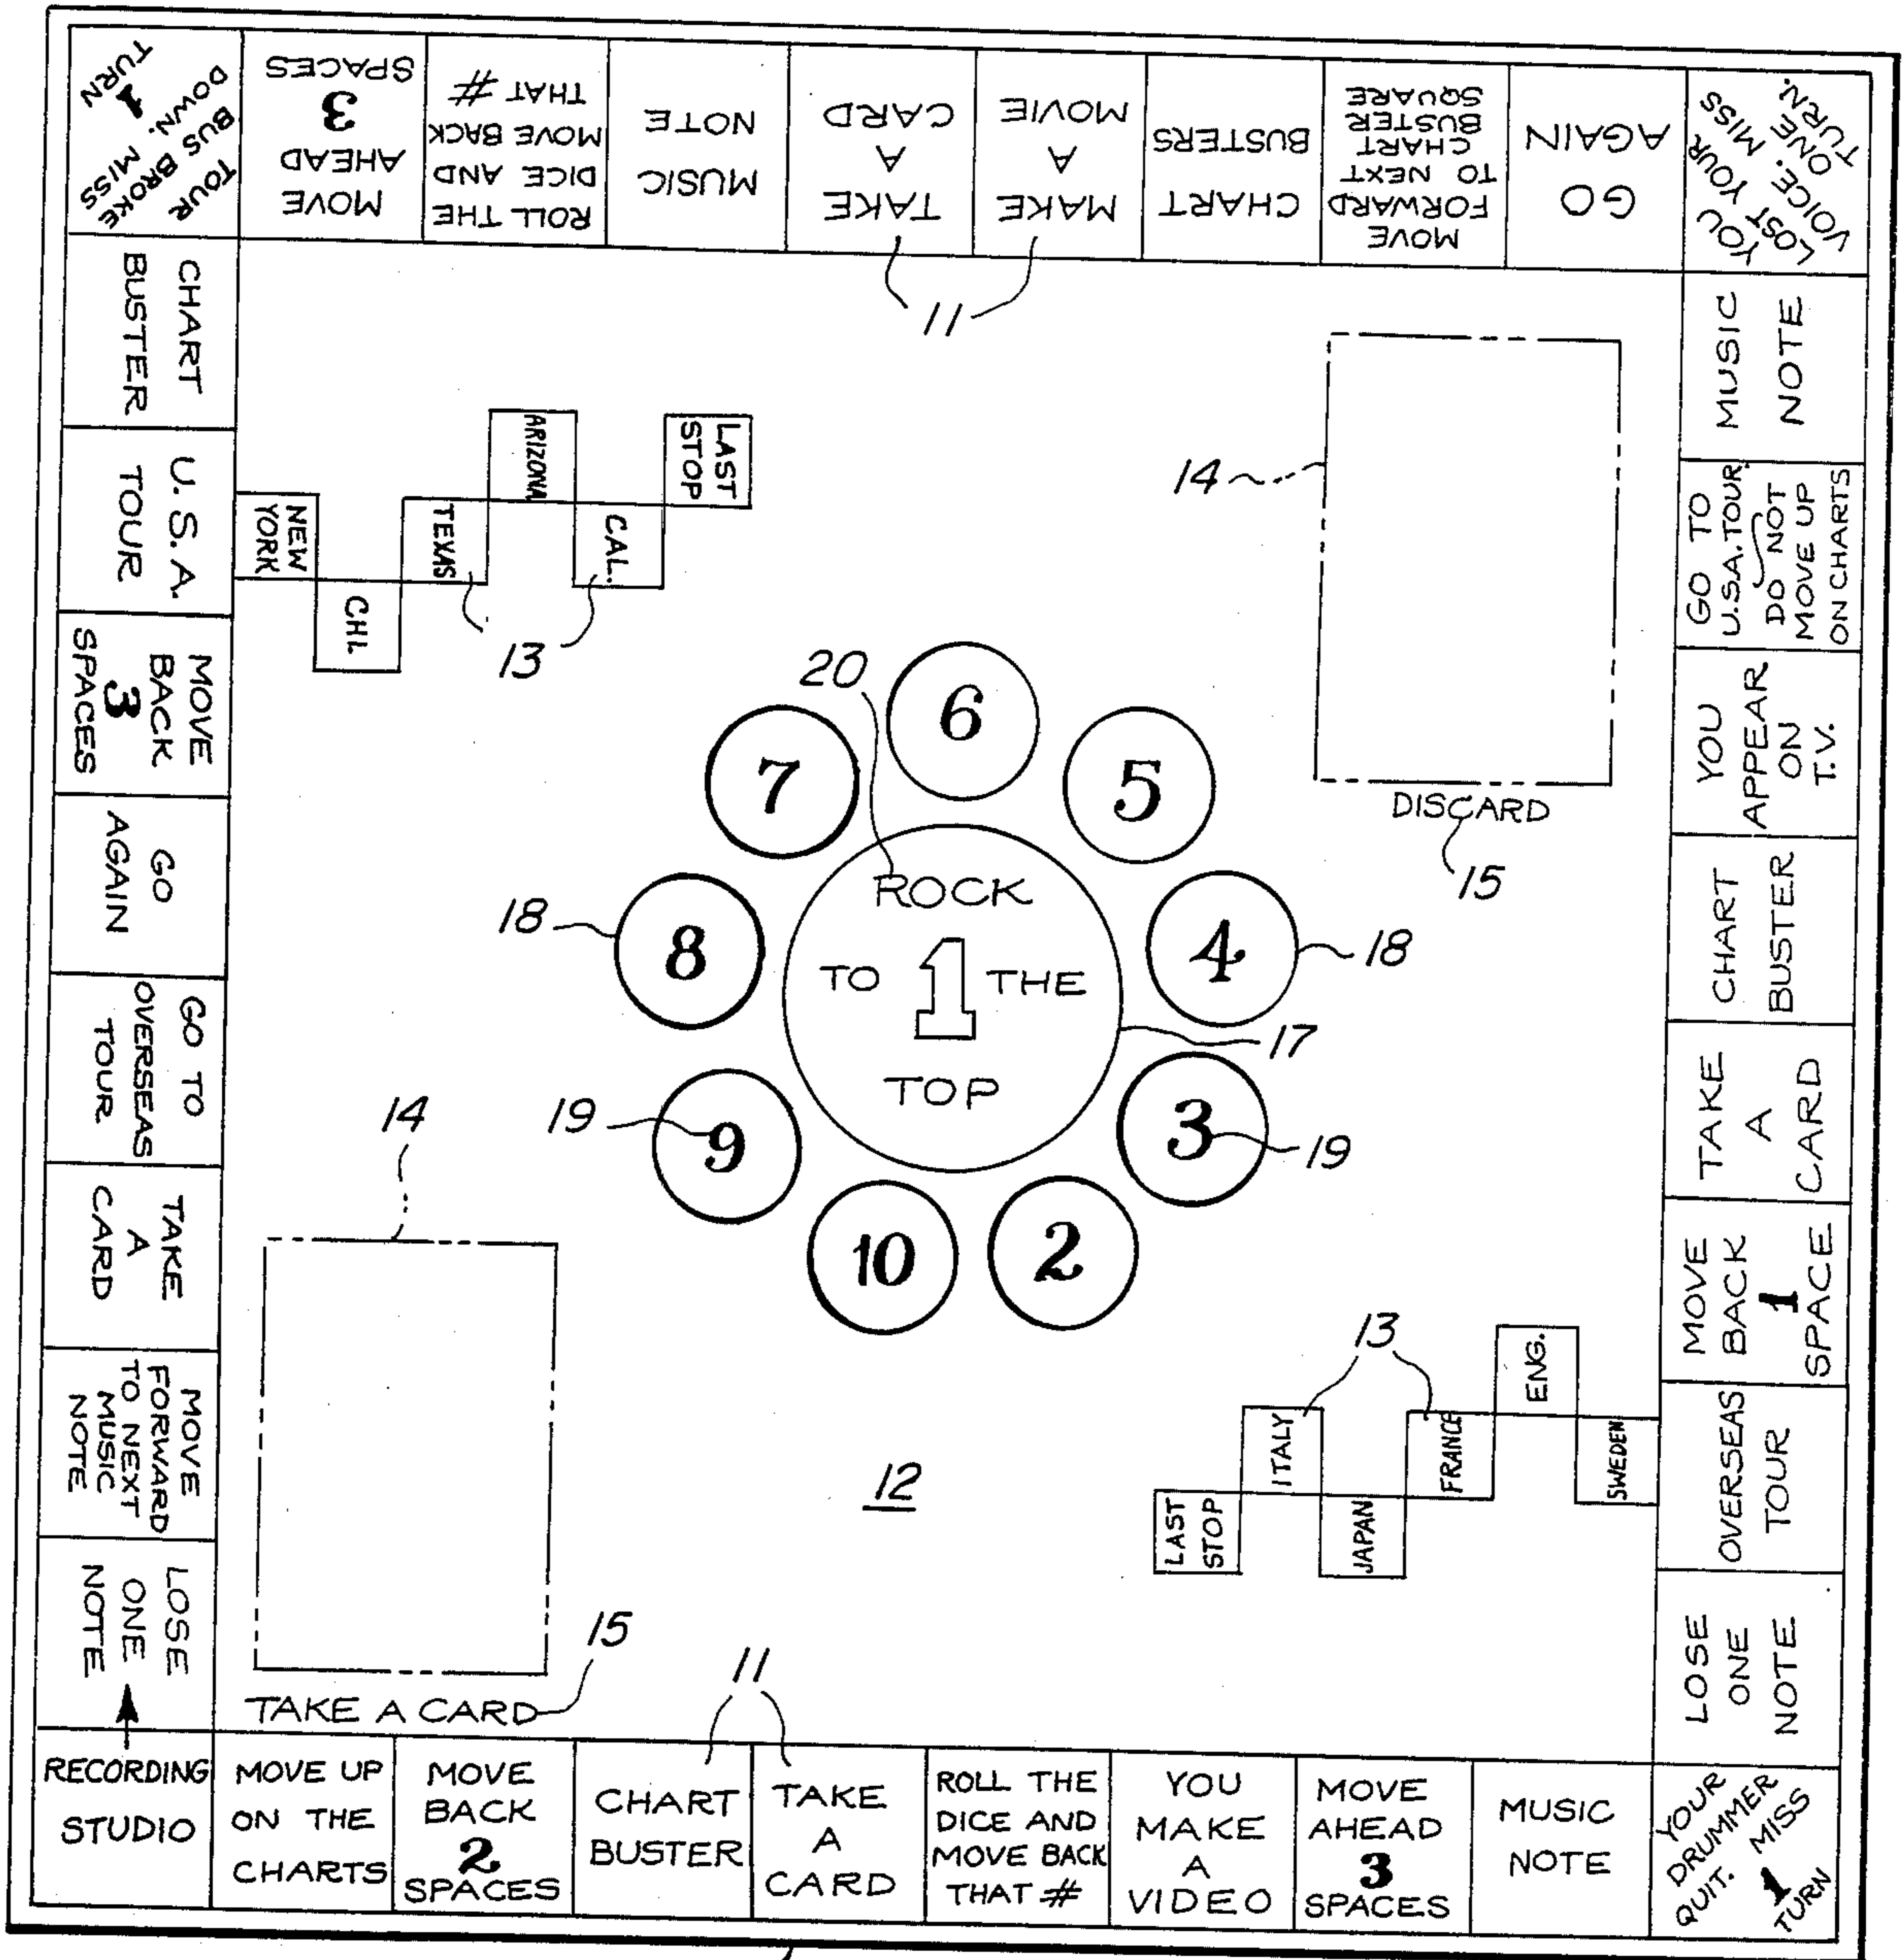 TOUR
BUS BROKE
DOWN. MISS
1
TURN
MOVE
AHEAD
3
SPACES
ROLL THE
DICE AND
MOVE BACK
THAT #
MUSIC
NOTE
TAKE
A
CARD
MAKE
A
MOVIE
CHART
BUSTERS
MOVE
FORWARD
TO NEXT
CHART
BUSTER
SQUARE
GO
AGAIN
YOU
LOST YOUR
VOICE. MISS
ONE
TURN.
CHART
BUSTER
U.S.A.
TOUR
MOVE
BACK
3
SPACES
GO
AGAIN
GO TO
OVERSEAS
TOUR
TAKE
A
CARD
MOVE
FORWARD
TO NEXT
MUSIC
NOTE
LOSE
ONE
NOTE
11
NEW
YORK
CHI.
TEXAS
ARIZONA
CAL.
LAST
STOP
13
14
DISCARD
15
20
6
7
5
8
4
18
18
ROCK
TO 1 THE
TOP
17
9
3
19
19
10
2
14
TAKE A CARD
15
12
11
13
LAST
STOP
ITALY
JAPAN
FRANCE
ENG.
SWEDEN
MUSIC
NOTE
GO TO
U.S.A. TOUR
DO NOT
MOVE UP
ON CHARTS
YOU
APPEAR
ON
T.V.
CHART
BUSTER
TAKE
A
CARD
MOVE
BACK
1
SPACE
OVERSEAS
TOUR
LOSE
ONE
NOTE
RECORDING
STUDIO
MOVE UP
ON THE
CHARTS
MOVE
BACK
2
SPACES
CHART
BUSTER
TAKE
A
CARD
ROLL THE
DICE AND
MOVE BACK
THAT #
YOU
MAKE
A
VIDEO
MOVE
AHEAD
3
SPACES
MUSIC
NOTE
YOUR
DRUMMER
QUIT. MISS
1
TURN